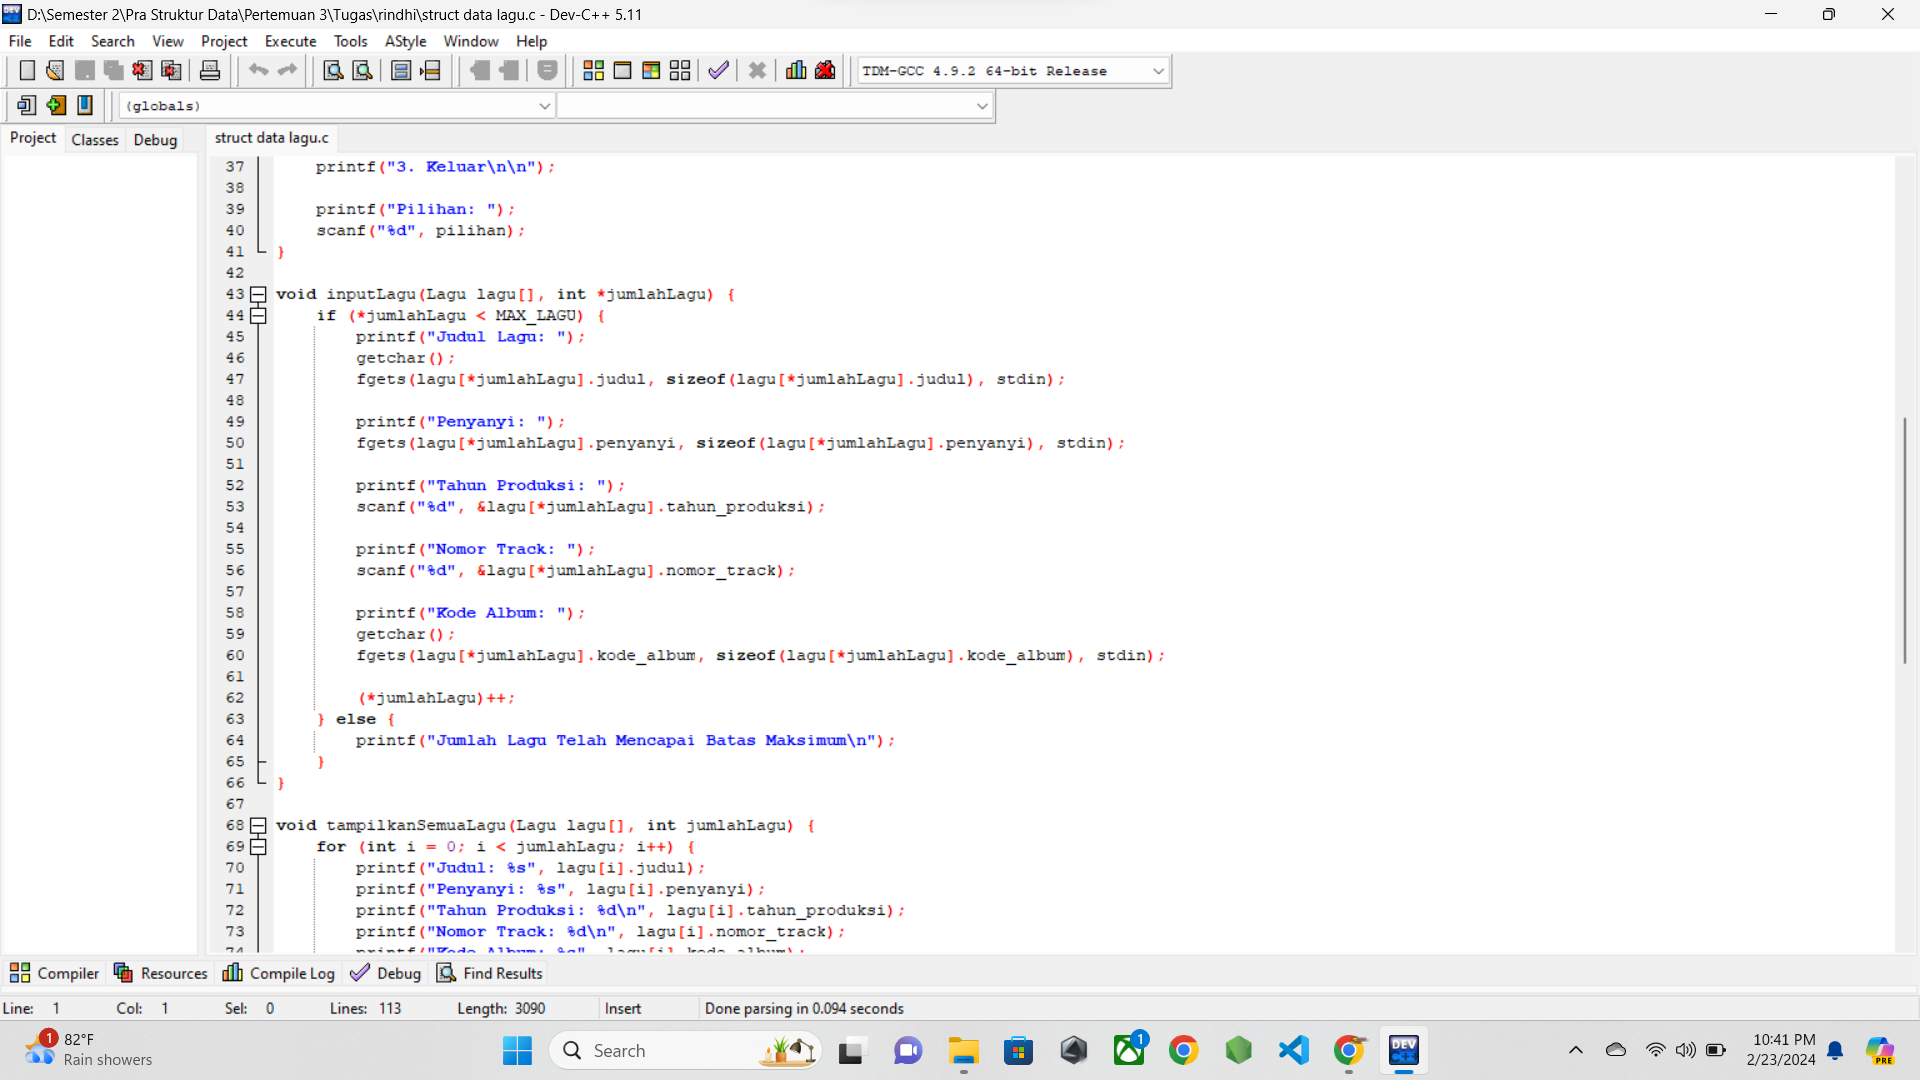 D:\Semester 2\Pra Struktur Data\Pertemuan 3\Tugas\rindhi\struct data lagu.c - Dev-C++ 5.11
File Edit Search View Project Execute Tools AStyle Window Help
TDM-GCC 4.9.2 64-bit Release
(globals)
Project Classes Debug
struct data lagu.c
37 printf("3. Keluar\n\n");
38
39 printf("Pilihan: ");
40 scanf("%d", pilihan);
41 }
42
43 void inputLagu(Lagu lagu[], int *jumlahLagu) {
44 if (*jumlahLagu < MAX_LAGU) {
45 printf("Judul Lagu: ");
46 getchar();
47 fgets(lagu[*jumlahLagu].judul, sizeof(lagu[*jumlahLagu].judul), stdin);
48
49 printf("Penyanyi: ");
50 fgets(lagu[*jumlahLagu].penyanyi, sizeof(lagu[*jumlahLagu].penyanyi), stdin);
51
52 printf("Tahun Produksi: ");
53 scanf("%d", &lagu[*jumlahLagu].tahun_produksi);
54
55 printf("Nomor Track: ");
56 scanf("%d", &lagu[*jumlahLagu].nomor_track);
57
58 printf("Kode Album: ");
59 getchar();
60 fgets(lagu[*jumlahLagu].kode_album, sizeof(lagu[*jumlahLagu].kode_album), stdin);
61
62 (*jumlahLagu)++;
63 } else {
64 printf("Jumlah Lagu Telah Mencapai Batas Maksimum\n");
65 }
66 }
67
68 void tampilkanSemuaLagu(Lagu lagu[], int jumlahLagu) {
69 for (int i = 0; i < jumlahLagu; i++) {
70 printf("Judul: %s", lagu[i].judul);
71 printf("Penyanyi: %s", lagu[i].penyanyi);
72 printf("Tahun Produksi: %d\n", lagu[i].tahun_produksi);
73 printf("Nomor Track: %d\n", lagu[i].nomor_track);
74 printf("Kode Album: %s", lagu[i].kode_album);
Compiler Resources Compile Log Debug Find Results
Line: 1 Col: 1 Sel: 0 Lines: 113 Length: 3090 Insert Done parsing in 0.094 seconds
1 82°F
Rain showers
Search
1
DEV C++
10:41 PM
2/23/2024
PRE